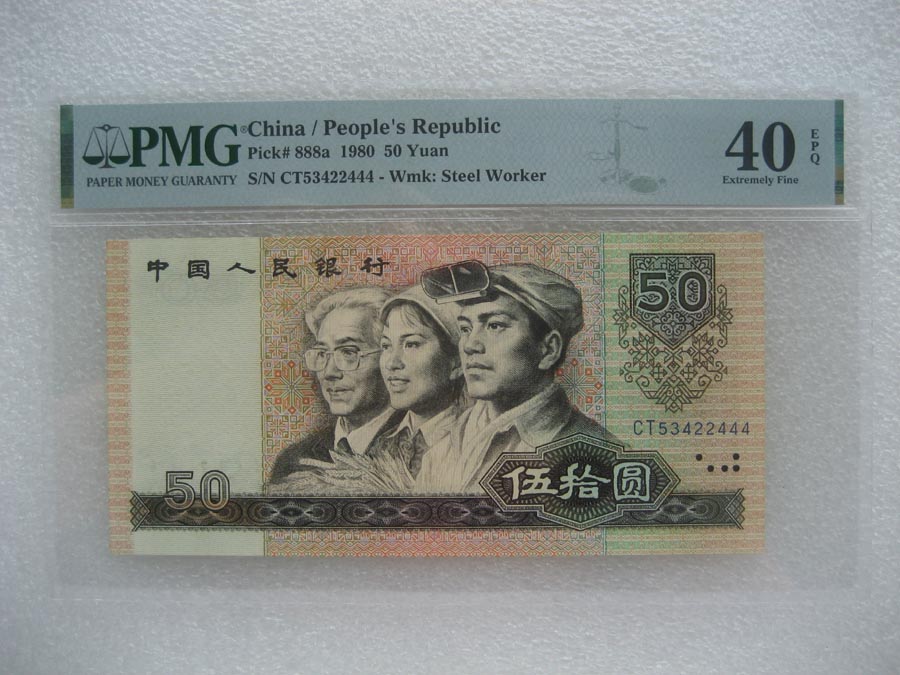 PMG®
PAPER MONEY GUARANTY
China / People's Republic
Pick# 888a 1980 50 Yuan
S/N CT53422444 - Wmk: Steel Worker
40
Extremely Fine
EPQ
中国人民银行
50
CT53422444
50
伍拾圆